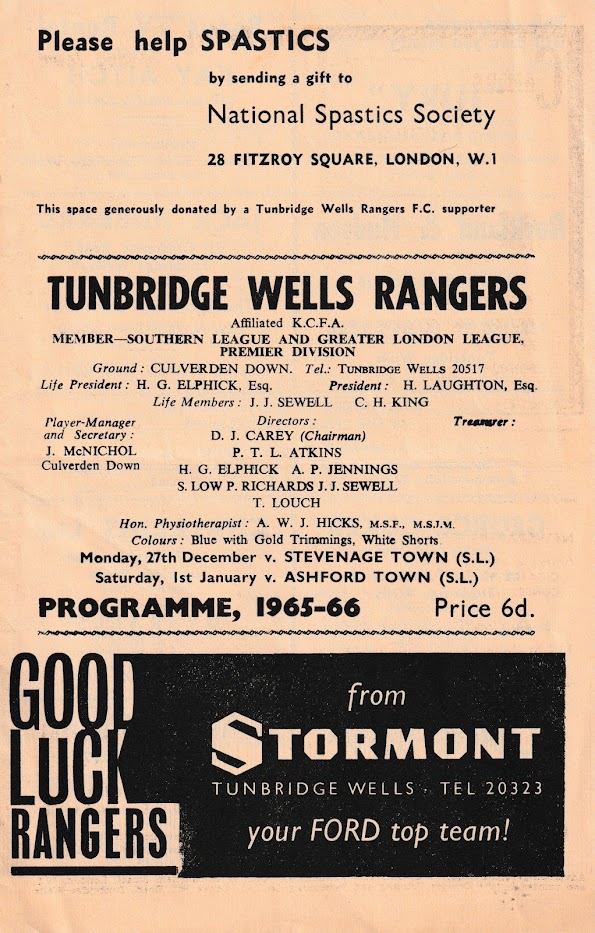 Please help SPASTICS
by sending a gift to
National Spastics Society
28 FITZROY SQUARE, LONDON, W.1
This space generously donated by a Tunbridge Wells Rangers F.C. supporter
TUNBRIDGE WELLS RANGERS
Affiliated K.C.F.A.
MEMBER—SOUTHERN LEAGUE AND GREATER LONDON LEAGUE,
PREMIER DIVISION
Ground: CULVERDEN DOWN. Tel.: TUNBRIDGE WELLS 20517
Life President: H. G. ELPHICK, Esq. President: H. LAUGHTON, Esq.
Life Members: J. J. SEWELL C. H. KING
Player-Manager
and Secretary:
J. McNICHOL
Culverden Down
Directors:
D. J. CAREY (Chairman)
P. T. L. ATKINS
H. G. ELPHICK A. P. JENNINGS
S. LOW P. RICHARDS J. J. SEWELL
T. LOUCH
Treasurer:
Hon. Physiotherapist: A. W. J. HICKS, M.S.F., M.S.J.M.
Colours: Blue with Gold Trimmings, White Shorts
Monday, 27th December v. STEVENAGE TOWN (S.L.)
Saturday, 1st January v. ASHFORD TOWN (S.L.)
PROGRAMME, 1965-66 Price 6d.
GOOD
LUCK
RANGERS
from
STORMONT
TUNBRIDGE WELLS · TEL 20323
your FORD top team!